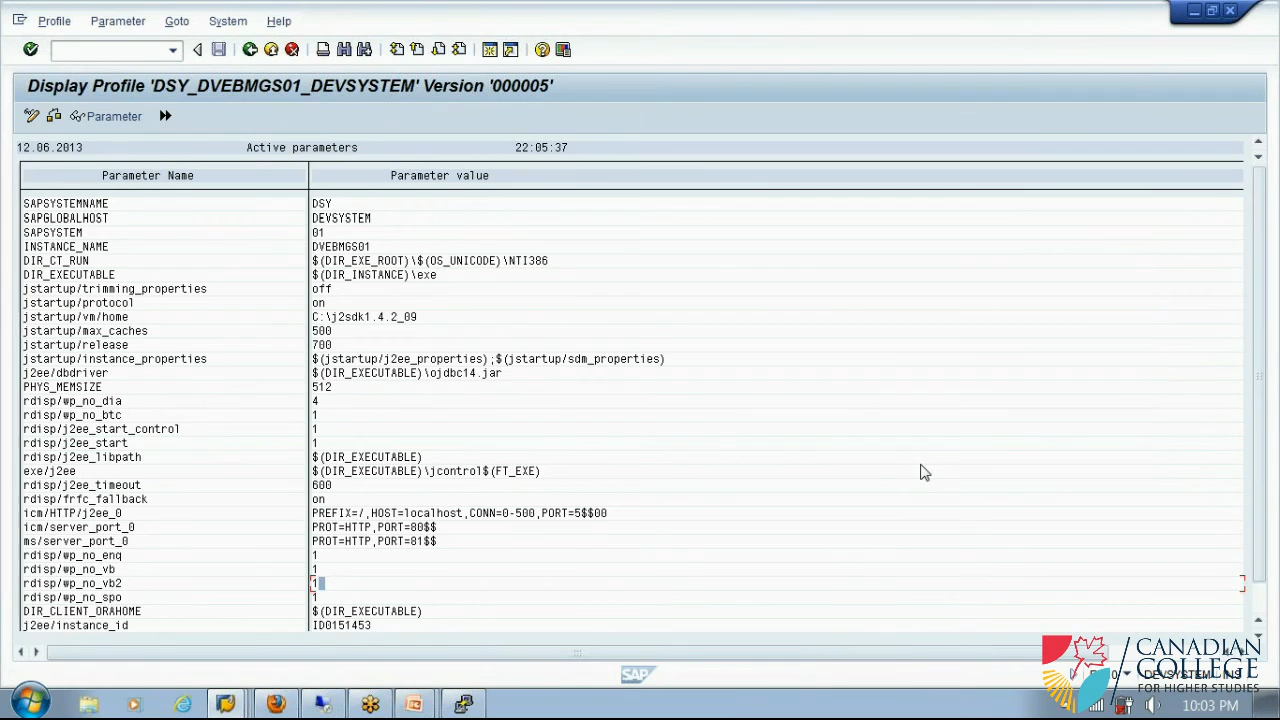 Profile Parameter Goto System Help
Display Profile 'DSY_DVEBMGS01_DEVSYSTEM' Version '000005'
Parameter
12.06.2013 Active parameters 22:05:37
Parameter Name Parameter value
SAPSYSTEMNAME DSY
SAPGLOBALHOST DEVSYSTEM
SAPSYSTEM 01
INSTANCE_NAME DVEBMGS01
DIR_CT_RUN $(DIR_EXE_ROOT)\$(OS_UNICODE)\NTI386
DIR_EXECUTABLE $(DIR_INSTANCE)\exe
jstartup/trimming_properties off
jstartup/protocol on
jstartup/vm/home C:\j2sdk1.4.2_09
jstartup/max_caches 500
jstartup/release 700
jstartup/instance_properties $(jstartup/j2ee_properties);$(jstartup/sdm_properties)
j2ee/dbdriver $(DIR_EXECUTABLE)\ojdbc14.jar
PHYS_MEMSIZE 512
rdisp/wp_no_dia 4
rdisp/wp_no_btc 1
rdisp/j2ee_start_control 1
rdisp/j2ee_start 1
rdisp/j2ee_libpath $(DIR_EXECUTABLE)
exe/j2ee $(DIR_EXECUTABLE)\jcontrol$(FT_EXE)
rdisp/j2ee_timeout 600
rdisp/frfc_fallback on
icm/HTTP/j2ee_0 PREFIX=/,HOST=localhost,CONN=0-500,PORT=5$$00
icm/server_port_0 PROT=HTTP,PORT=80$$
ms/server_port_0 PROT=HTTP,PORT=81$$
rdisp/wp_no_enq 1
rdisp/wp_no_vb 1
rdisp/wp_no_vb2 1
rdisp/wp_no_spo 1
DIR_CLIENT_ORAHOME $(DIR_EXECUTABLE)
j2ee/instance_id ID0151453
SAP
DEVSYSTEM INS
CANADIAN
COLLEGE
FOR HIGHER STUDIES
10:03 PM